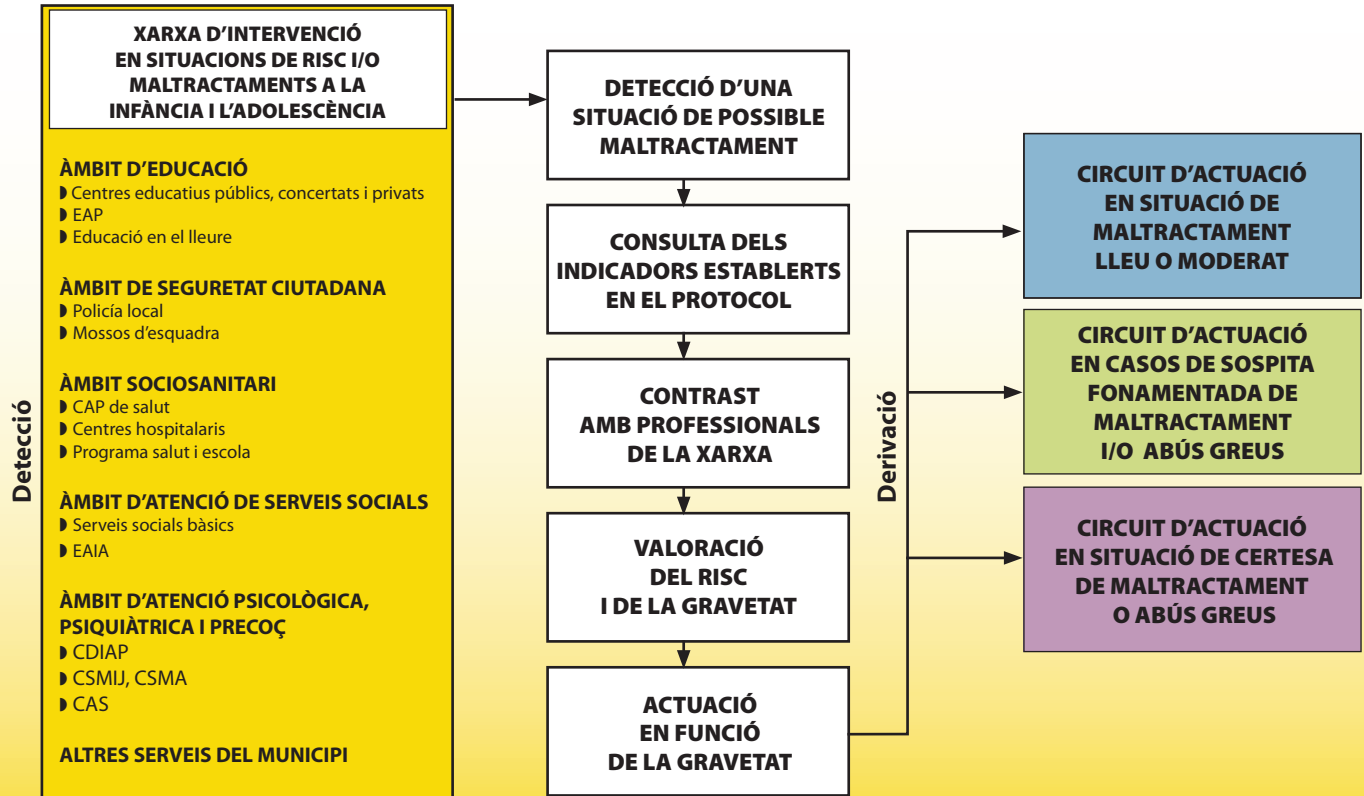 XARXA D'INTERVENCIÓ
EN SITUACIONS DE RISC I/O
MALTRACTAMENTS A LA
INFÀNCIA I L'ADOLESCÈNCIA
Detecció
ÀMBIT D'EDUCACIÓ
◗ Centres educatius públics, concertats i privats
◗ EAP
◗ Educació en el lleure
ÀMBIT DE SEGURETAT CIUTADANA
◗ Policía local
◗ Mossos d'esquadra
ÀMBIT SOCIOSANITARI
◗ CAP de salut
◗ Centres hospitalaris
◗ Programa salut i escola
ÀMBIT D'ATENCIÓ DE SERVEIS SOCIALS
◗ Serveis socials bàsics
◗ EAIA
ÀMBIT D'ATENCIÓ PSICOLÒGICA,
PSIQUIÀTRICA I PRECOÇ
◗ CDIAP
◗ CSMIJ, CSMA
◗ CAS
ALTRES SERVEIS DEL MUNICIPI
DETECCIÓ D'UNA
SITUACIÓ DE POSSIBLE
MALTRACTAMENT
CONSULTA DELS
INDICADORS ESTABLERTS
EN EL PROTOCOL
CONTRAST
AMB PROFESSIONALS
DE LA XARXA
VALORACIÓ
DEL RISC
I DE LA GRAVETAT
ACTUACIÓ
EN FUNCIÓ
DE LA GRAVETAT
Derivació
CIRCUIT D'ACTUACIÓ
EN SITUACIÓ DE
MALTRACTAMENT
LLEU O MODERAT
CIRCUIT D'ACTUACIÓ
EN CASOS DE SOSPITA
FONAMENTADA DE
MALTRACTAMENT
I/O ABÚS GREUS
CIRCUIT D'ACTUACIÓ
EN SITUACIÓ DE CERTESA
DE MALTRACTAMENT
O ABÚS GREUS